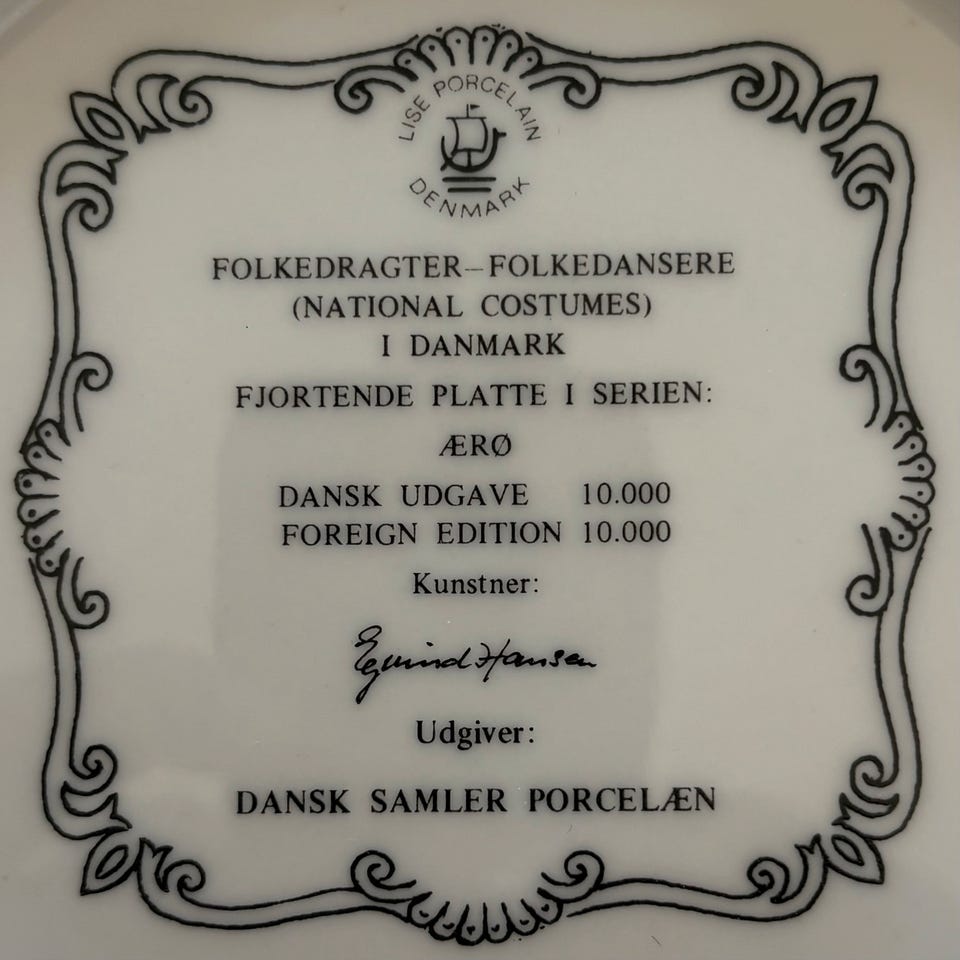 LISE PORCELAIN
DENMARK
FOLKEDRAGTER–FOLKEDANSERE
(NATIONAL COSTUMES)
I DANMARK
FJORTENDE PLATTE I SERIEN:
ÆRØ
DANSK UDGAVE 10.000
FOREIGN EDITION 10.000
Kunstner:
Egvind Hansen
Udgiver:
DANSK SAMLER PORCELÆN